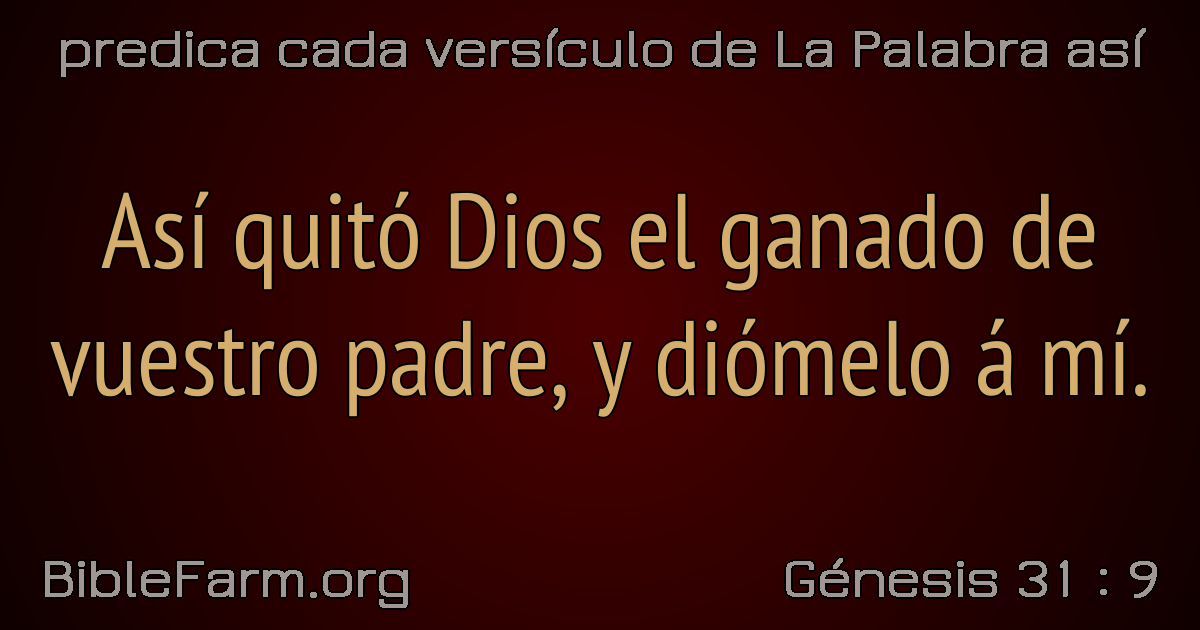 predica cada versículo de La Palabra así
Así quitó Dios el ganado de
vuestro padre, y diómelo á mí.
BibleFarm.org
Génesis 31 : 9